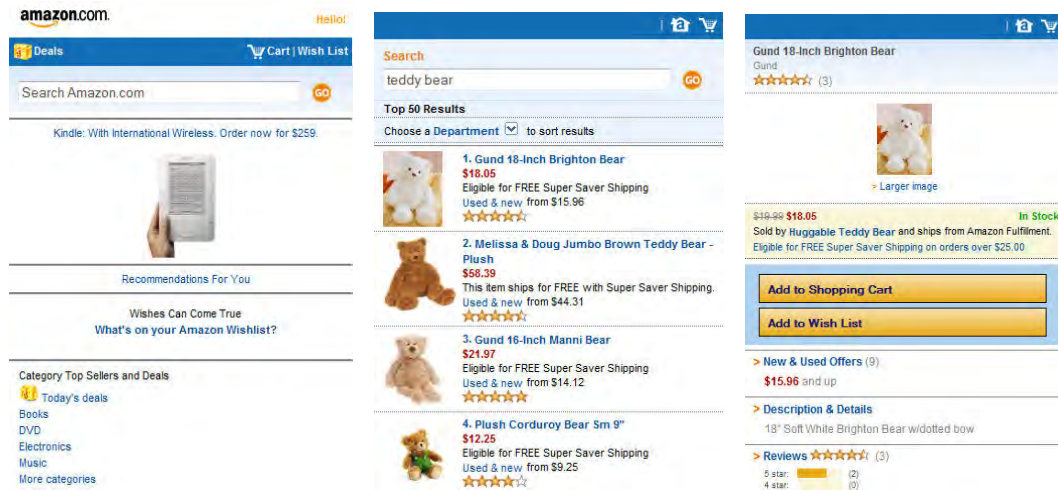 amazon.com.
Hello!
Deals
Cart | Wish List
Search Amazon.com
GO
Kindle: With International Wireless. Order now for $259.
Recommendations For You
Wishes Can Come True
What's on your Amazon Wishlist?
Category Top Sellers and Deals
Today's deals
Books
DVD
Electronics
Music
More categories
Search
teddy bear
GO
Top 50 Results
Choose a Department to sort results
1. Gund 18-Inch Brighton Bear
$18.05
Eligible for FREE Super Saver Shipping
Used & new from $15.96
2. Melissa & Doug Jumbo Brown Teddy Bear -
Plush
$58.39
This item ships for FREE with Super Saver Shipping.
Used & new from $44.31
3. Gund 16-Inch Manni Bear
$21.97
Eligible for FREE Super Saver Shipping
Used & new from $14.12
4. Plush Corduroy Bear Sm 9"
$12.25
Eligible for FREE Super Saver Shipping
Used & new from $9.25
Gund 18-Inch Brighton Bear
Gund
(3)
> Larger image
$19.99 $18.05 In Stock
Sold by Huggable Teddy Bear and ships from Amazon Fulfillment.
Eligible for FREE Super Saver Shipping on orders over $25.00
Add to Shopping Cart
Add to Wish List
> New & Used Offers (9)
$15.96 and up
> Description & Details
18" Soft White Brighton Bear w/dotted bow
> Reviews (3)
5 star: (2)
4 star: (0)